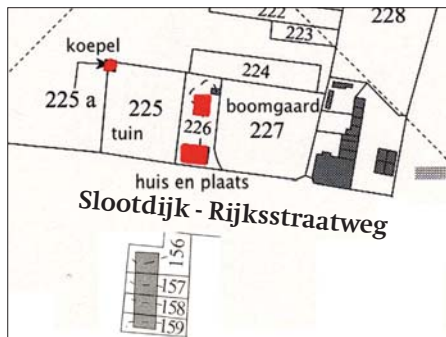 222
228
223
koepel
224
225 a
225
boomgaard
tuin
226
227
huis en plaats
Slootdijk - Rijksstraatweg
156
157
158
159